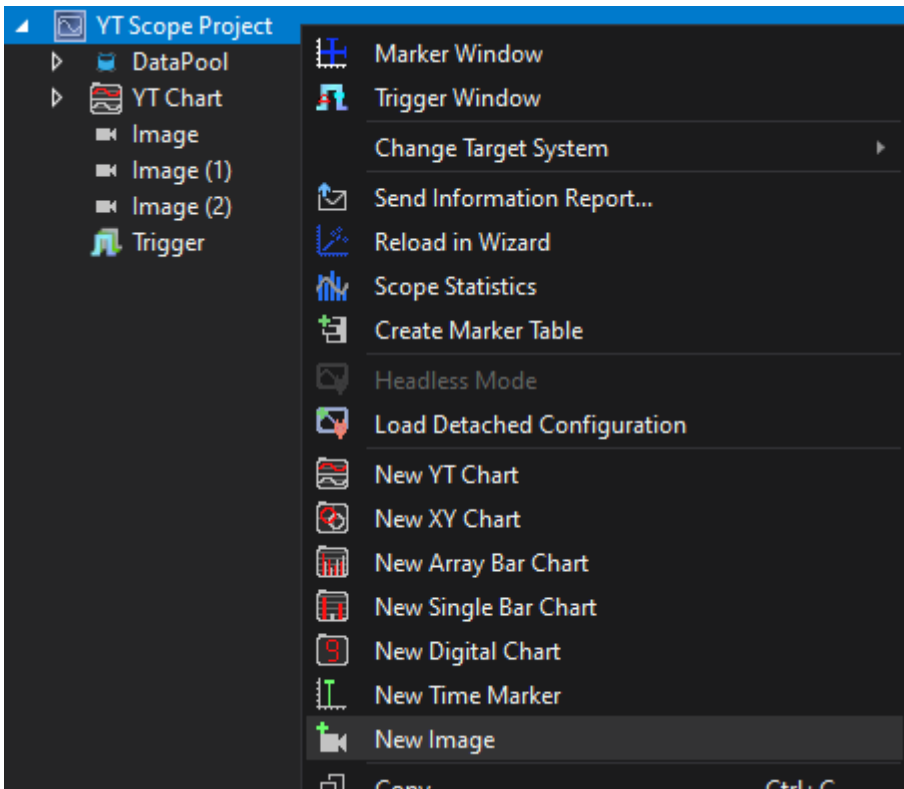 YT Scope Project
DataPool
YT Chart
Image
Image (1)
Image (2)
Trigger
Marker Window
Trigger Window
Change Target System
Send Information Report...
Reload in Wizard
Scope Statistics
Create Marker Table
Headless Mode
Load Detached Configuration
New YT Chart
New XY Chart
New Array Bar Chart
New Single Bar Chart
New Digital Chart
New Time Marker
New Image
Copy Ctrl+C